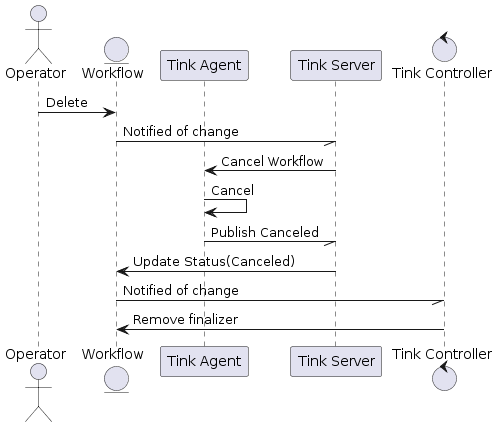 Operator
Workflow
Tink Agent
Tink Server
Tink Controller
Delete
Notified of change
Cancel Workflow
Cancel
Publish Canceled
Update Status(Canceled)
Notified of change
Remove finalizer
Operator
Workflow
Tink Agent
Tink Server
Tink Controller